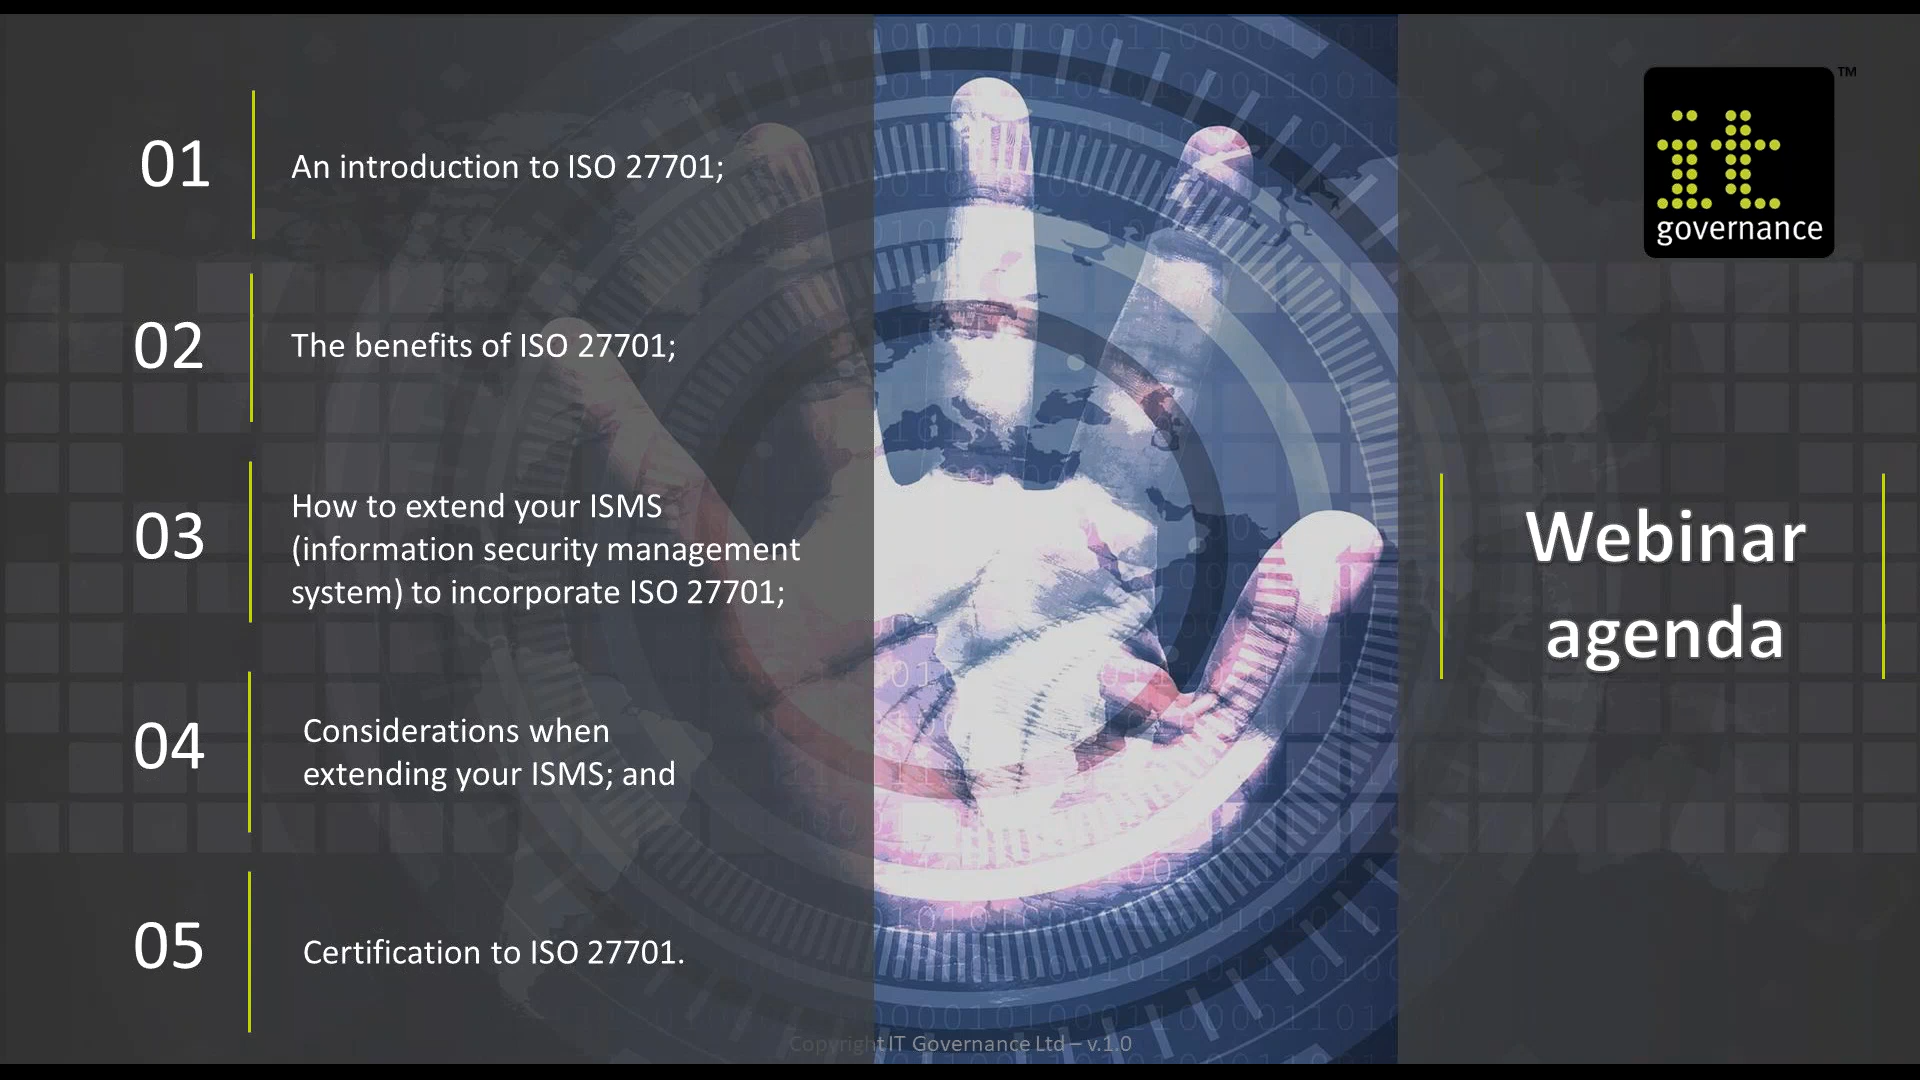 01
An introduction to ISO 27701;
02
The benefits of ISO 27701;
03
How to extend your ISMS
(information security management
system) to incorporate ISO 27701;
04
Considerations when
extending your ISMS; and
05
Certification to ISO 27701.
it
governance
TM
Webinar
agenda
Copyright IT Governance Ltd – v.1.0